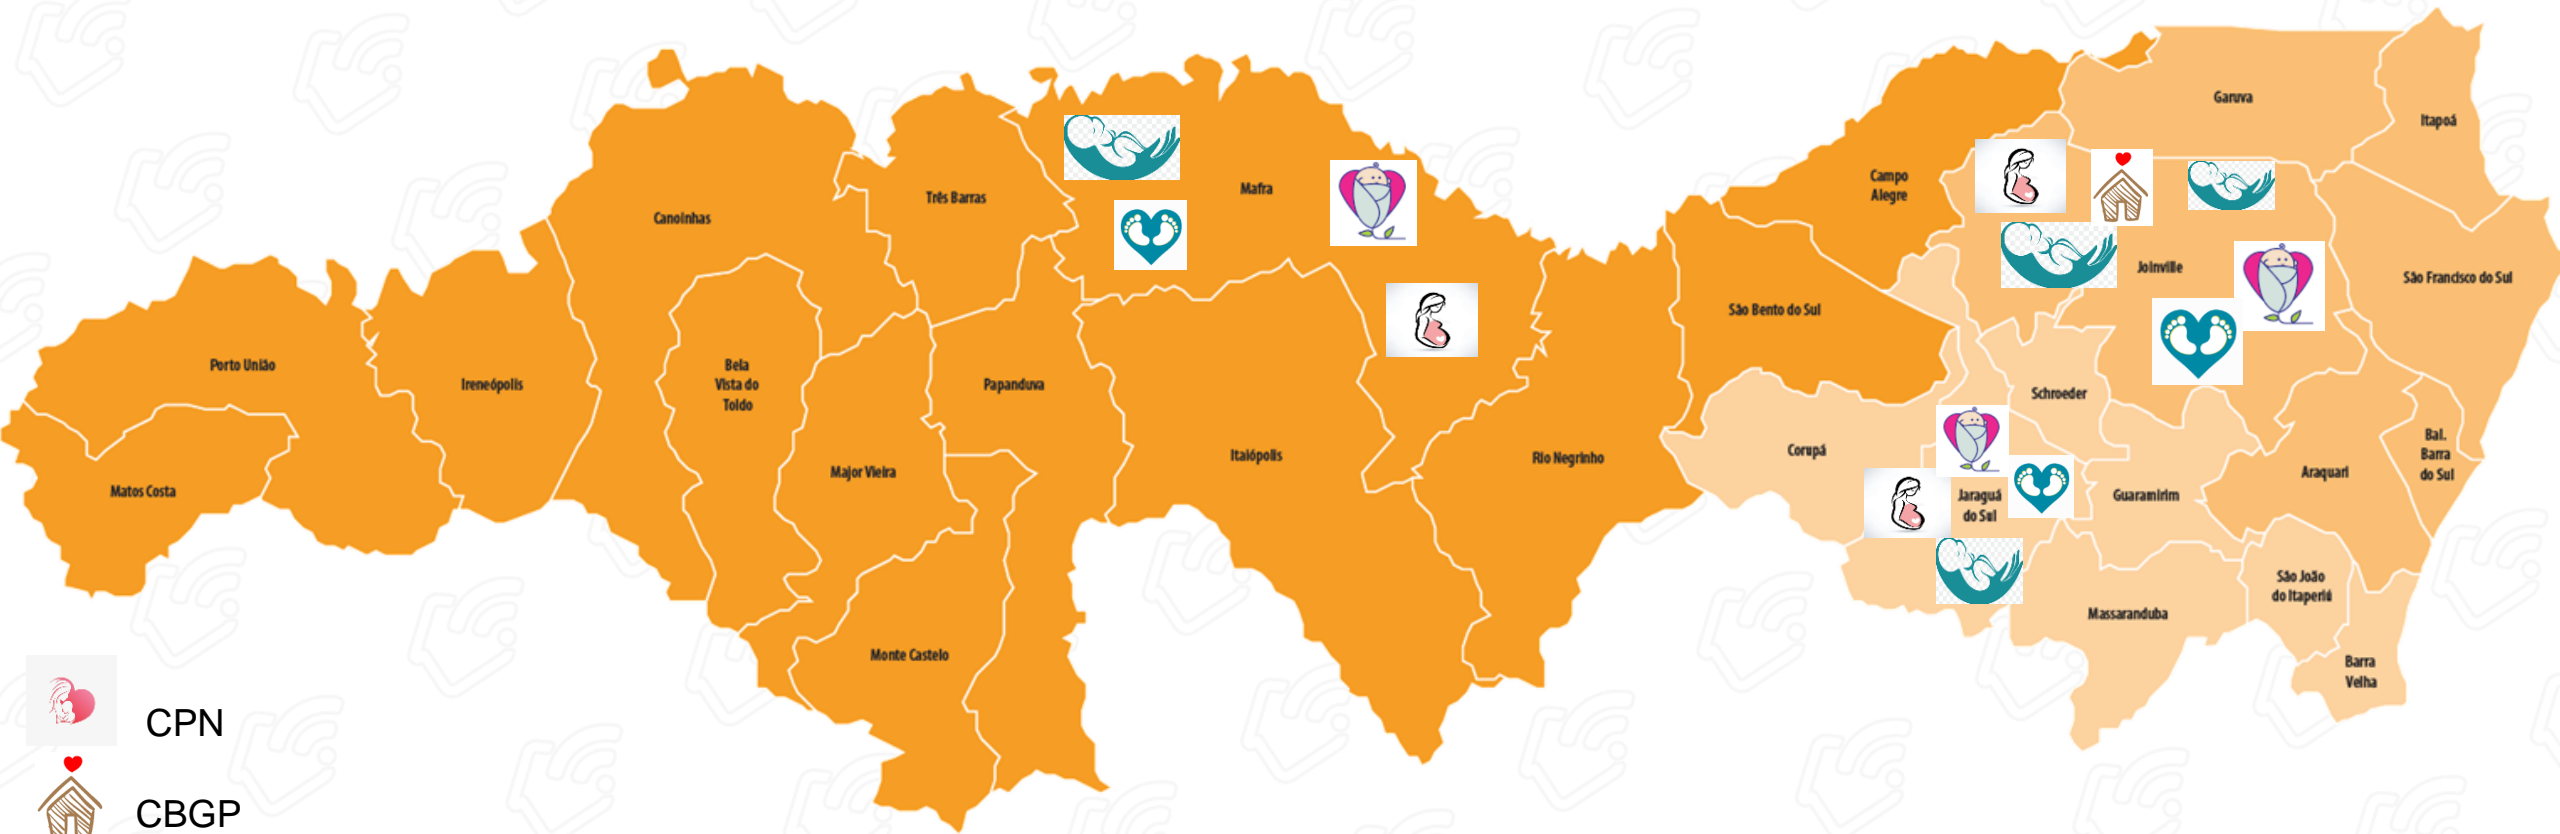 Garuva
Itapoá
Campo
Alegre
Mafra
Três Barras
Canoinhas
Joinville
São Francisco do Sul
São Bento do Sul
Porto União
Ireneópolis
Bela
Vista do
Toldo
Papanduva
Schroeder
Corupá
Itaiópolis
Rio Negrinho
Major Vieira
Matos Costa
Jaraguá
do Sul
Guaramirim
Araquari
Bal.
Barra
do Sul
São João
do Itaperiú
Massaranduba
Monte Castelo
Barra
Velha
CPN
CBGP